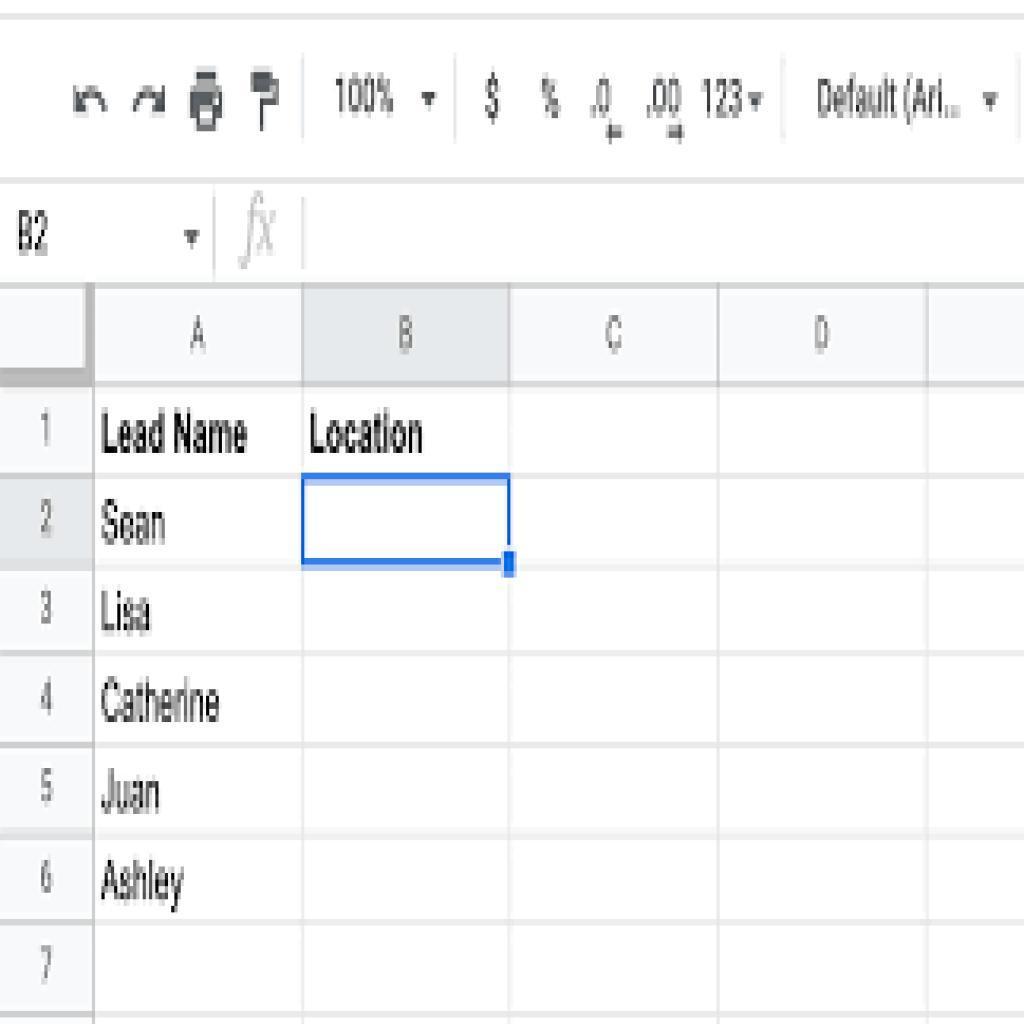 100% $ % .0 .00 123 Default (Ari...
B2 fx
A B C D
1 Lead Name Location
2 Sean
3 Lisa
4 Catherine
5 Juan
6 Ashley
7